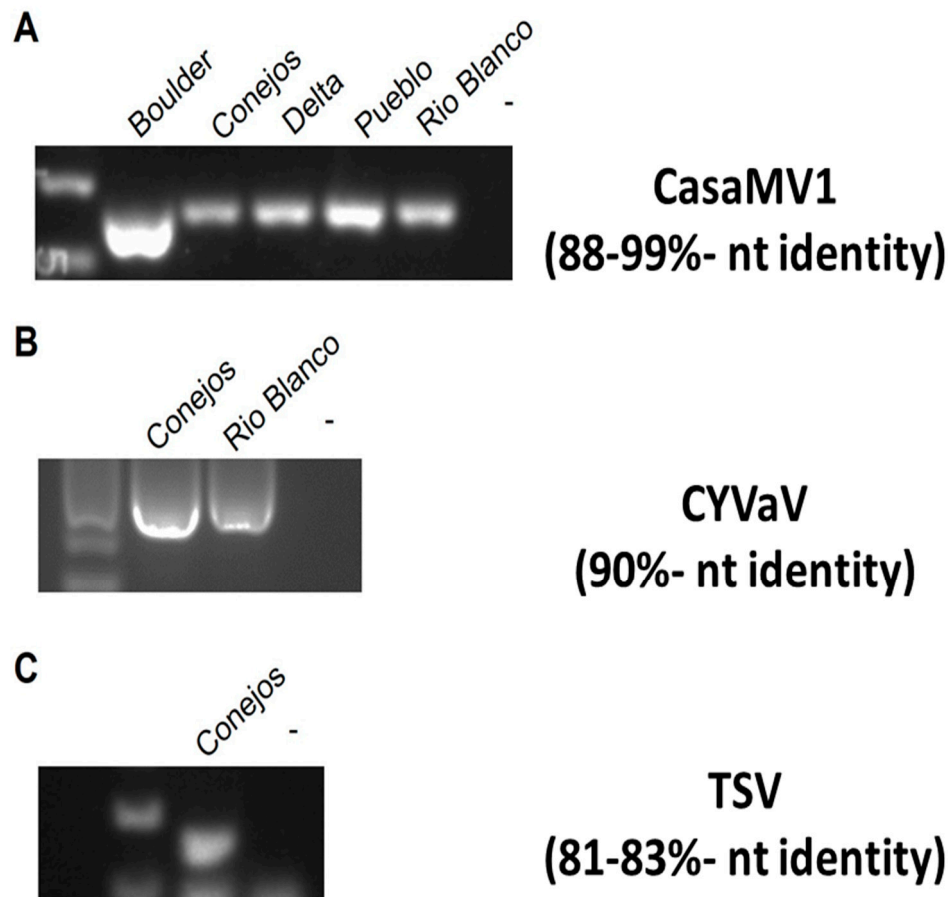 A
Boulder
Conejos
Delta
Pueblo
Rio Blanco
-
CasaMV1
(88-99%- nt identity)
B
Conejos
Rio Blanco
-
CYVaV
(90%- nt identity)
C
Conejos
-
TSV
(81-83%- nt identity)